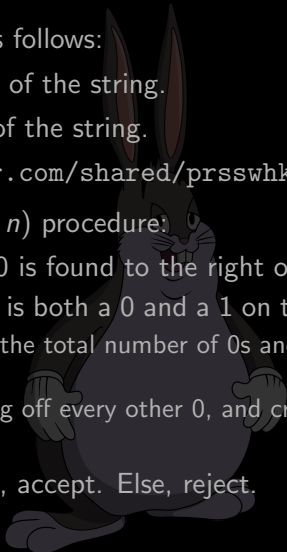 s follows:
of the string.
of the string.
r.com/shared/prsswhk
n) procedure:
0 is found to the right o
is both a 0 and a 1 on t
the total number of 0s and
g off every other 0, and cr
, accept. Else, reject.